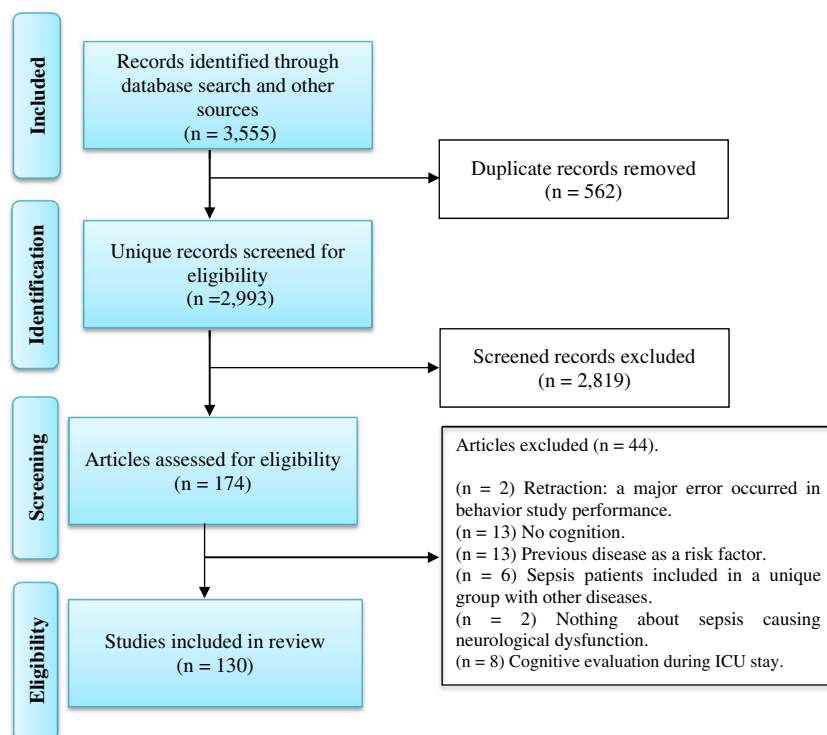 Included
Records identified through
database search and other
sources
(n = 3,555)
Duplicate records removed
(n = 562)
Identification
Unique records screened for
eligibility
(n =2,993)
Screened records excluded
(n = 2,819)
Screening
Articles assessed for eligibility
(n = 174)
Articles excluded (n = 44).
(n = 2) Retraction: a major error occurred in
behavior study performance.
(n = 13) No cognition.
(n = 13) Previous disease as a risk factor.
(n = 6) Sepsis patients included in a unique
group with other diseases.
(n = 2) Nothing about sepsis causing
neurological dysfunction.
(n = 8) Cognitive evaluation during ICU stay.
Eligibility
Studies included in review
(n = 130)